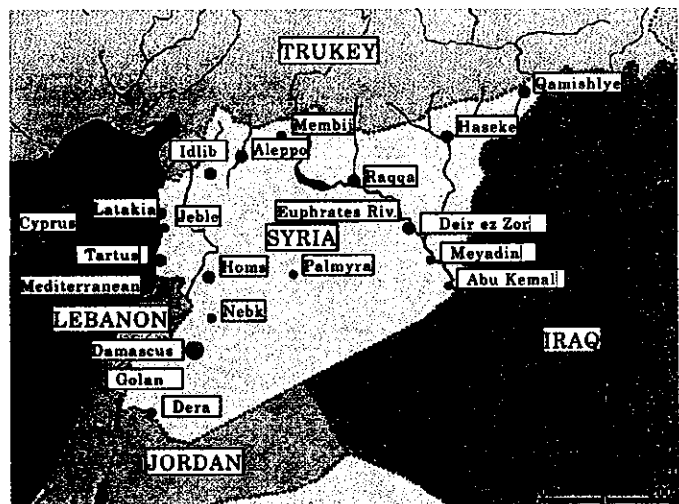 TRUKEY
Qamishlye
Membij
Haseke
Idlib
Aleppo
Raqqa
Latakia
Jeble
Euphrates Riv.
Cyprus
Deir ez Zor
SYRIA
Tartus
Meyadin
Homs
Palmyra
Mediterranean
Abu Kemal
LEBANON
Nebk
IRAQ
Damascus
Golan
Dera
JORDAN